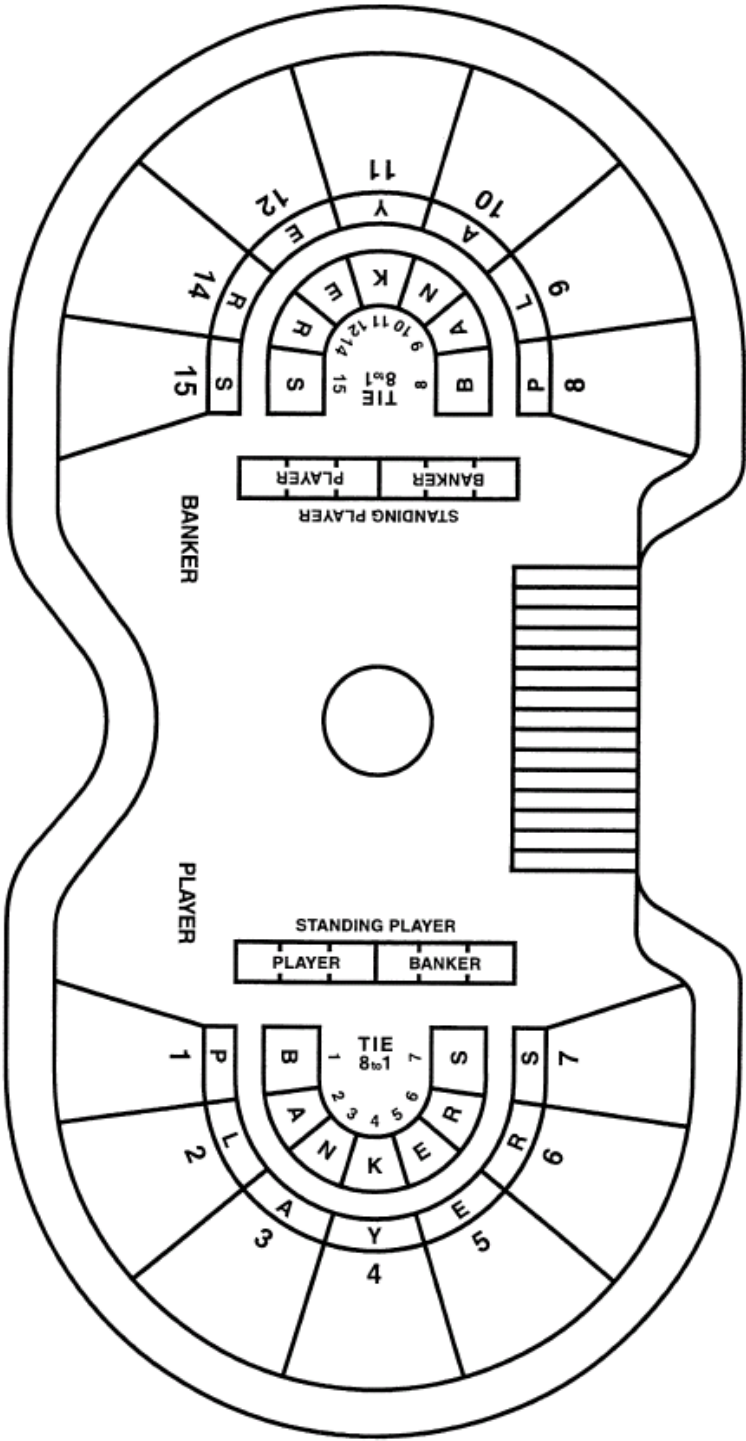 11
12
10
14
9
15
8
P L A Y E R S
B A N K E R S
8 9 10 11 12 14 15
TIE
8 to 1
BANKER
PLAYER
STANDING PLAYER
BANKER
PLAYER
STANDING PLAYER
PLAYER
BANKER
TIE
8 to 1
1 2 3 4 5 6 7
B A N K E R S
P L A Y E R S
1
2
3
4
5
6
7